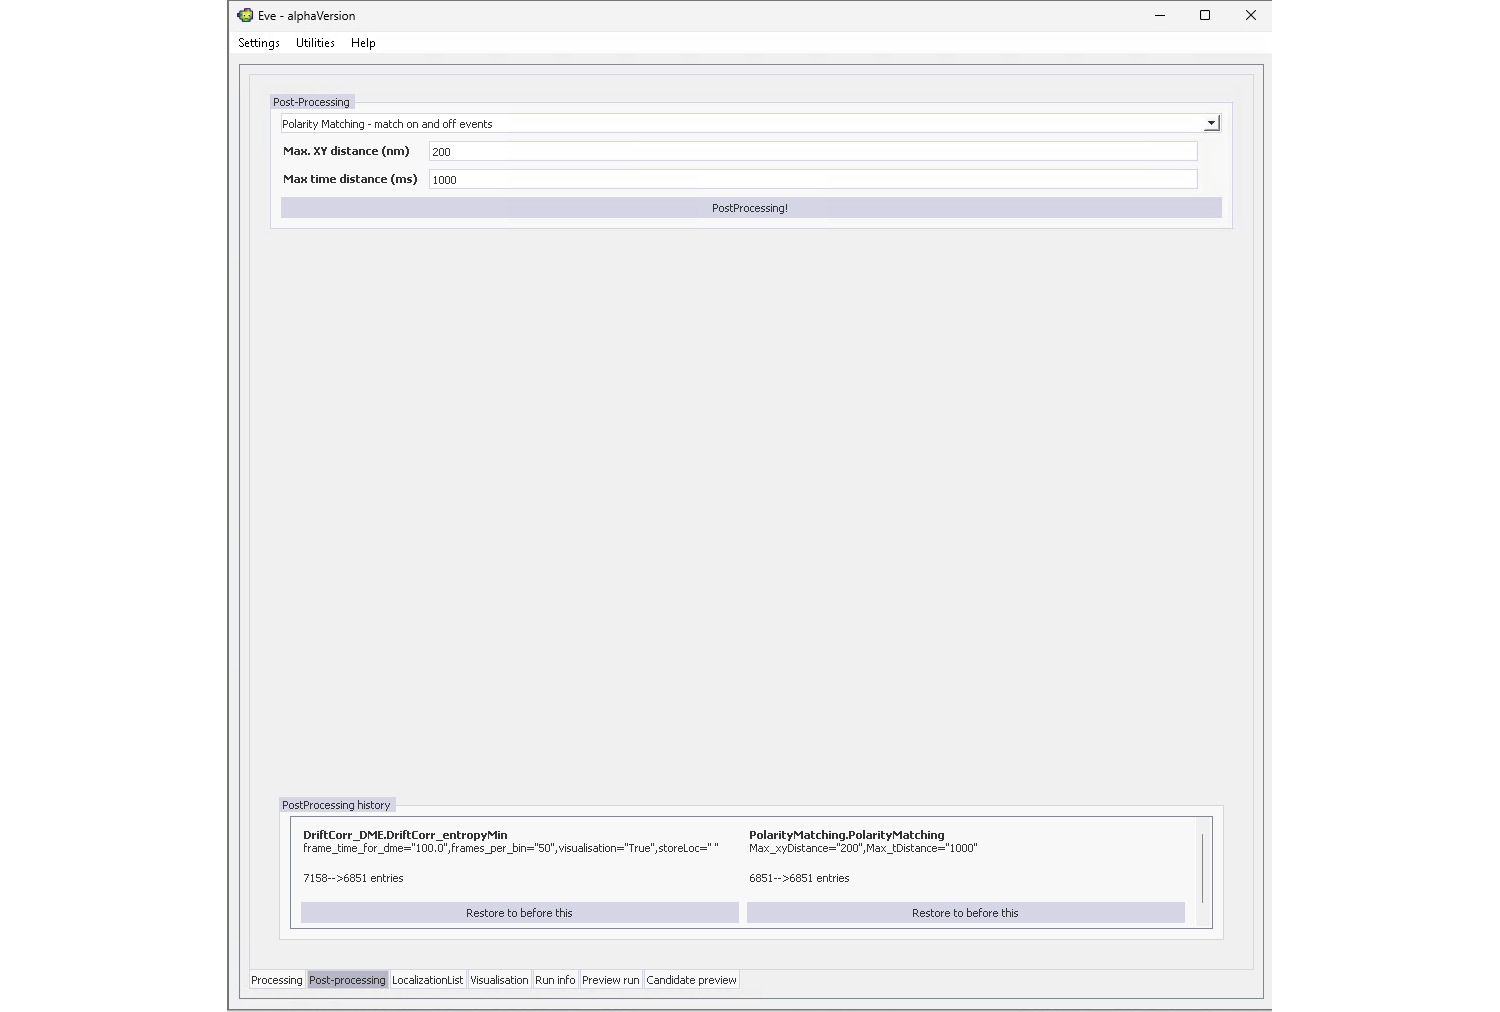 Eve - alphaVersion
Settings Utilities Help
Post-Processing
Polarity Matching - match on and off events
Max. XY distance (nm) 200
Max time distance (ms) 1000
PostProcessing!
PostProcessing history
DriftCorr_DME.DriftCorr_entropyMin
frame_time_for_dme="100.0",frames_per_bin="50",visualisation="True",storeLoc=" "
7158-->6851 entries
Restore to before this
PolarityMatching.PolarityMatching
Max_xyDistance="200",Max_tDistance="1000"
6851-->6851 entries
Restore to before this
Processing Post-processing LocalizationList Visualisation Run info Preview run Candidate preview